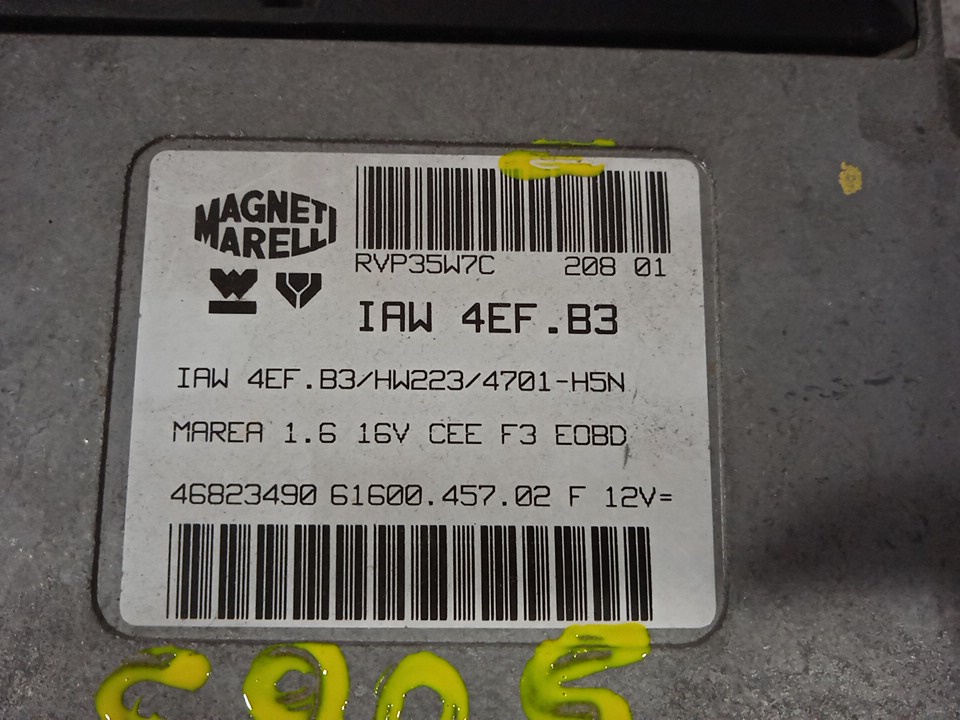 MAGNETI
MARELLI
RVP35W7C 208 01
IAW 4EF.B3
IAW 4EF.B3/HW223/4701-H5N
MAREA 1.6 16V CEE F3 EOBD
46823490 61600.457.02 F 12V=